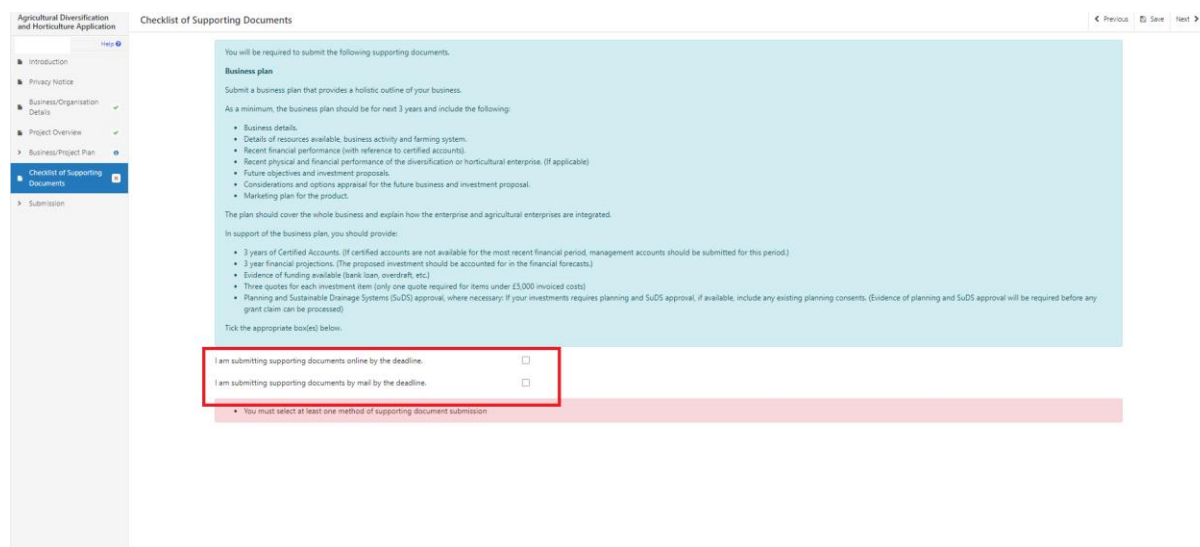 Agricultural Diversification
and Horticulture Application
Checklist of Supporting Documents
Previous
Save
Next
Help
Introduction
Privacy Notice
Business/Organisation
Details
Project Overview
Business/Project Plan
Checklist of Supporting
Documents
Submission
You will be required to submit the following supporting documents.
Business plan
Submit a business plan that provides a holistic outline of your business.
As a minimum, the business plan should be for next 3 years and include the following:
• Business details.
• Details of resources available, business activity and farming system.
• Recent financial performance (with reference to certified accounts).
• Recent physical and financial performance of the diversification or horticultural enterprise. (If applicable)
• Future objectives and investment proposals.
• Considerations and options appraisal for the future business and investment proposal.
• Marketing plan for the product.
The plan should cover the whole business and explain how the enterprise and agricultural enterprises are integrated.
In support of the business plan, you should provide:
• 3 years of Certified Accounts. (If certified accounts are not available for the most recent financial period, management accounts should be submitted for this period.)
• 3 year financial projections. (The proposed investment should be accounted for in the financial forecasts.)
• Evidence of funding available (bank loan, overdraft, etc.)
• Three quotes for each investment item (only one quote required for items under £5,000 invoiced costs)
• Planning and Sustainable Drainage Systems (SuDS) approval, where necessary: If your investments requires planning and SuDS approval, if available, include any existing planning consents. (Evidence of planning and SuDS approval will be required before any
grant claim can be processed)
Tick the appropriate box(es) below.
I am submitting supporting documents online by the deadline.
I am submitting supporting documents by mail by the deadline.
• You must select at least one method of supporting document submission